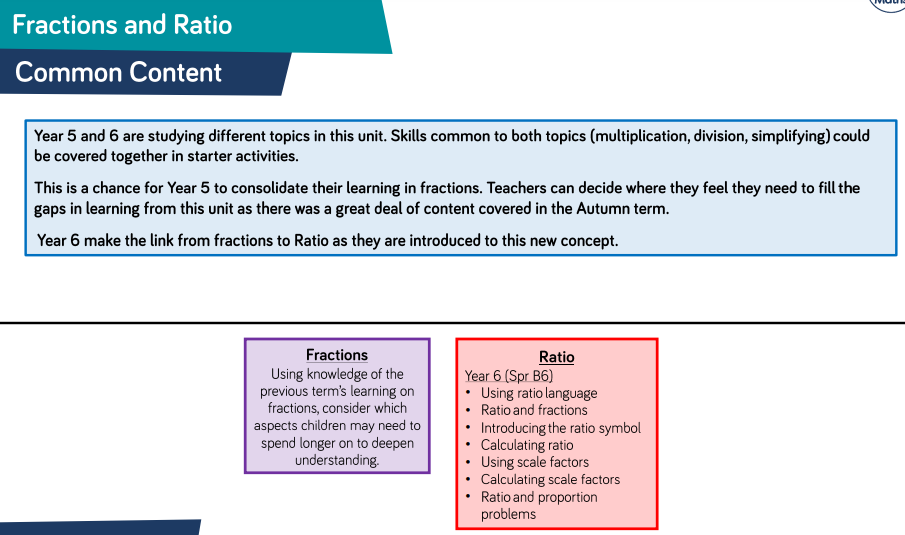 Maths
Fractions and Ratio
Common Content
Year 5 and 6 are studying different topics in this unit. Skills common to both topics (multiplication, division, simplifying) could
be covered together in starter activities.
This is a chance for Year 5 to consolidate their learning in fractions. Teachers can decide where they feel they need to fill the
gaps in learning from this unit as there was a great deal of content covered in the Autumn term.
Year 6 make the link from fractions to Ratio as they are introduced to this new concept.
Fractions
Using knowledge of the
previous term's learning on
fractions, consider which
aspects children may need to
spend longer on to deepen
understanding.
Ratio
Year 6 (Spr B6)
• Using ratio language
• Ratio and fractions
• Introducing the ratio symbol
• Calculating ratio
• Using scale factors
• Calculating scale factors
• Ratio and proportion
problems